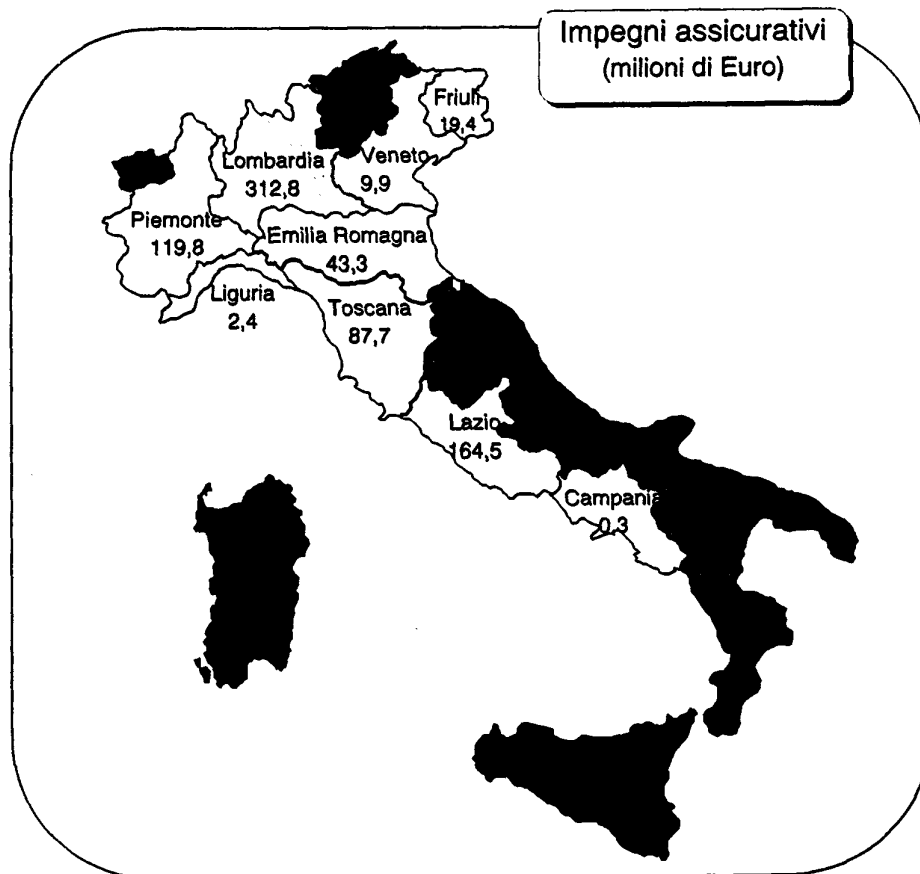 Impegni assicurativi
(milioni di Euro)
Friuli
19,4
Lombardia
312,8
Veneto
9,9
Piemonte
119,8
Emilia Romagna
43,3
Liguria
2,4
Toscana
87,7
Lazio
164,5
Campania
0,3